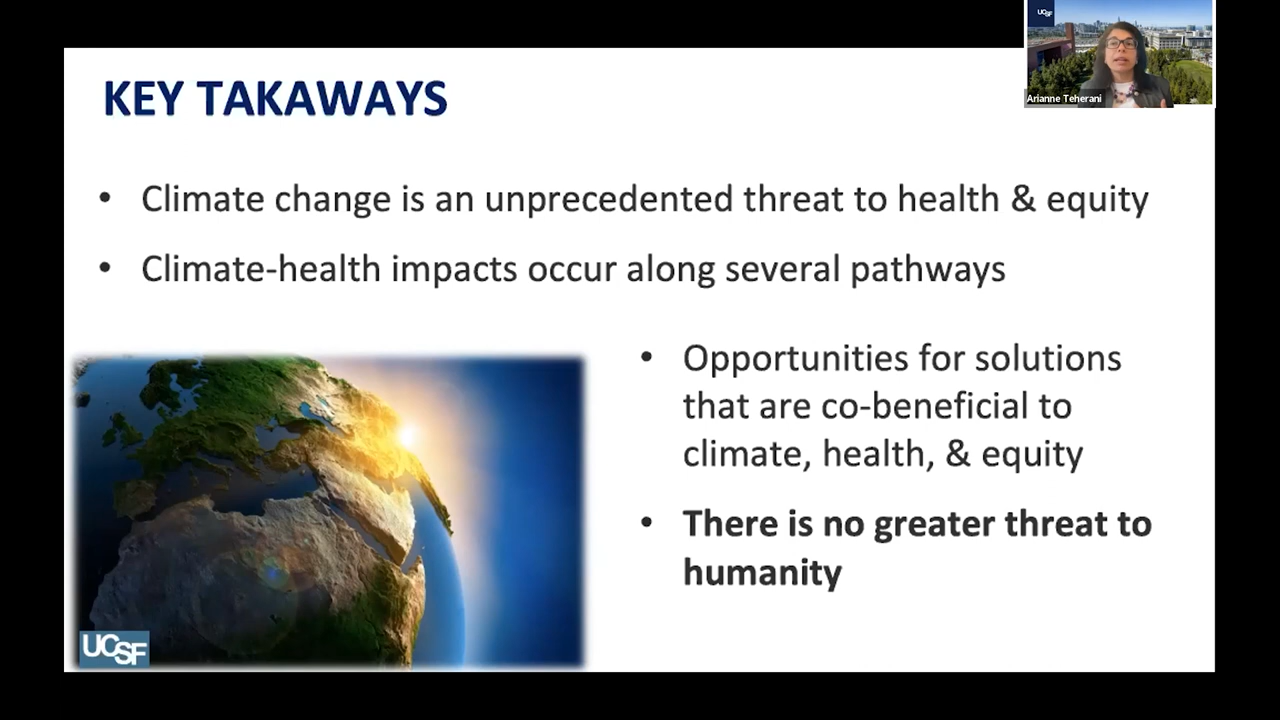 UCSF
Arianne Teherani
KEY TAKAWAYS
• Climate change is an unprecedented threat to health & equity
• Climate-health impacts occur along several pathways
• Opportunities for solutions
that are co-beneficial to
climate, health, & equity
• There is no greater threat to
humanity
UCSF